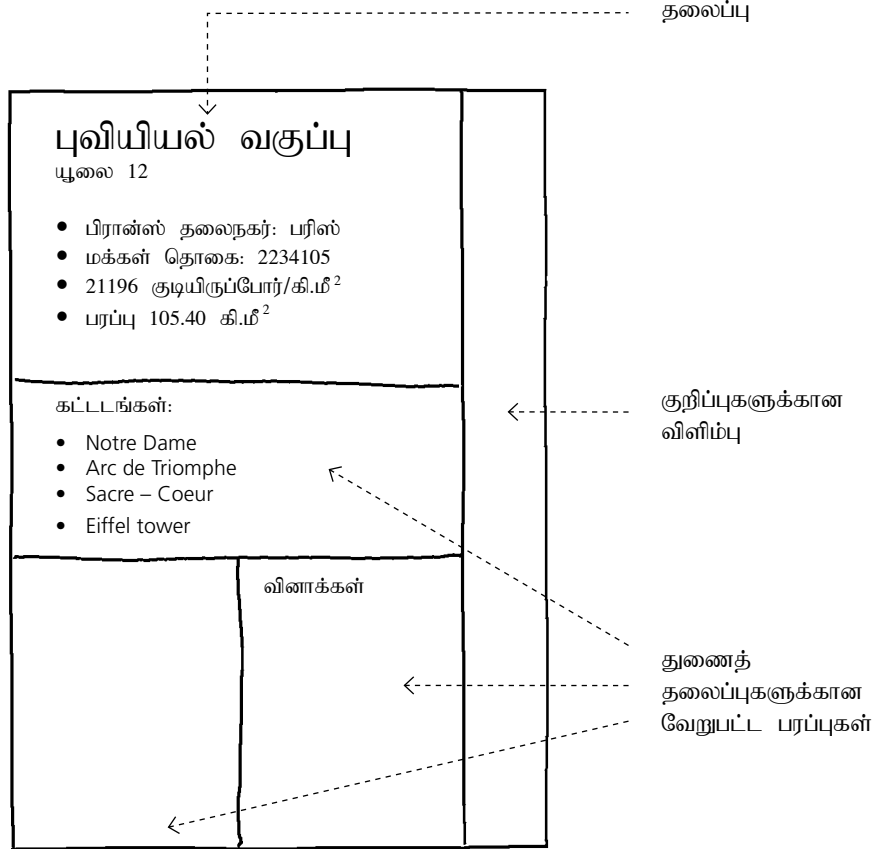 தலைப்பு
புவியியல் வகுப்பு
யூலை 12
• பிரான்ஸ் தலைநகர்: பரிஸ்
• மக்கள் தொகை: 2234105
• 21196 குடியிருப்போர்/கி.மீ²
• பரப்பு 105.40 கி.மீ²
கட்டடங்கள்:
• Notre Dame
• Arc de Triomphe
• Sacre – Coeur
• Eiffel tower
வினாக்கள்
குறிப்புகளுக்கான
விளிம்பு
துணைத்
தலைப்புகளுக்கான
வேறுபட்ட பரப்புகள்